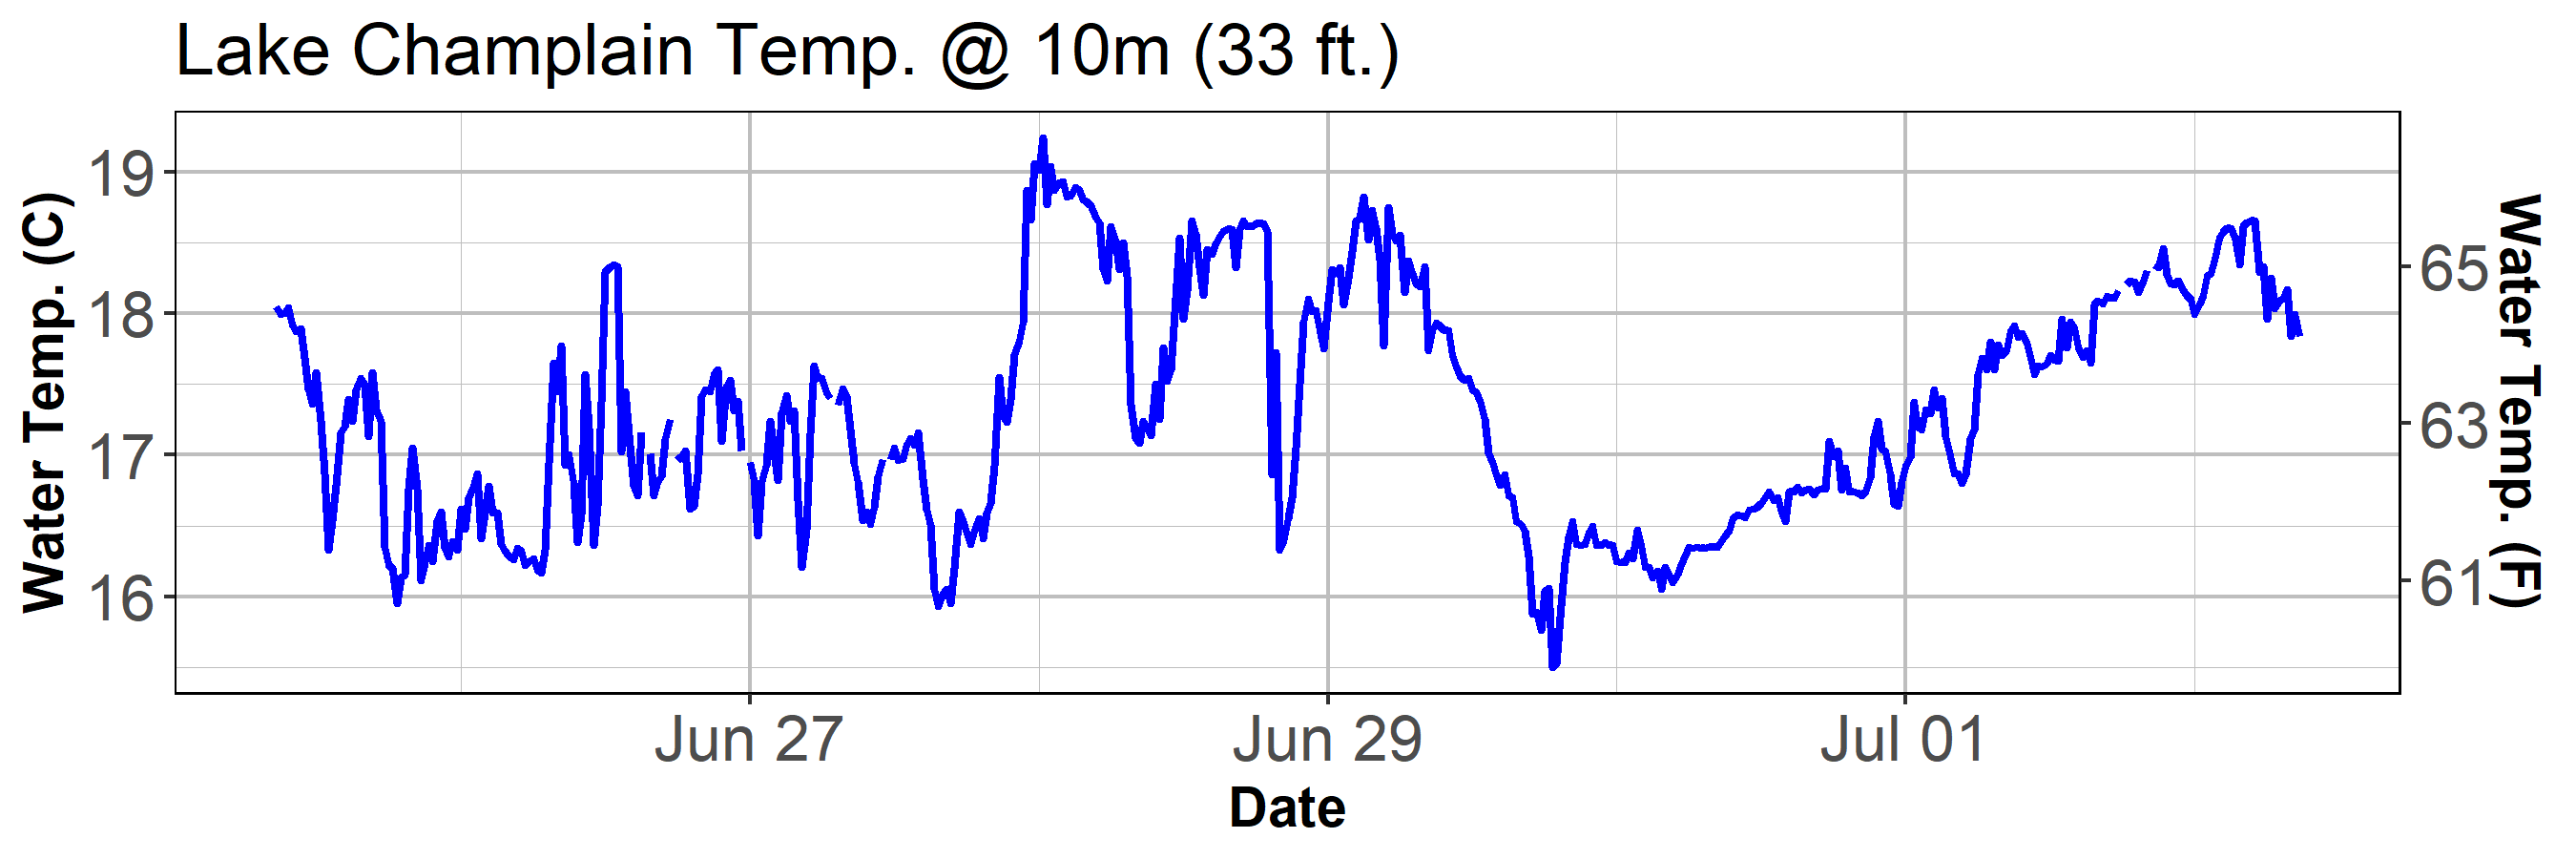 Lake Champlain Temp. @ 10m (33 ft.)
Water Temp. (C)
19
18
17
16
65
63
61
Water Temp. (F)
Jun 27
Jun 29
Jul 01
Date